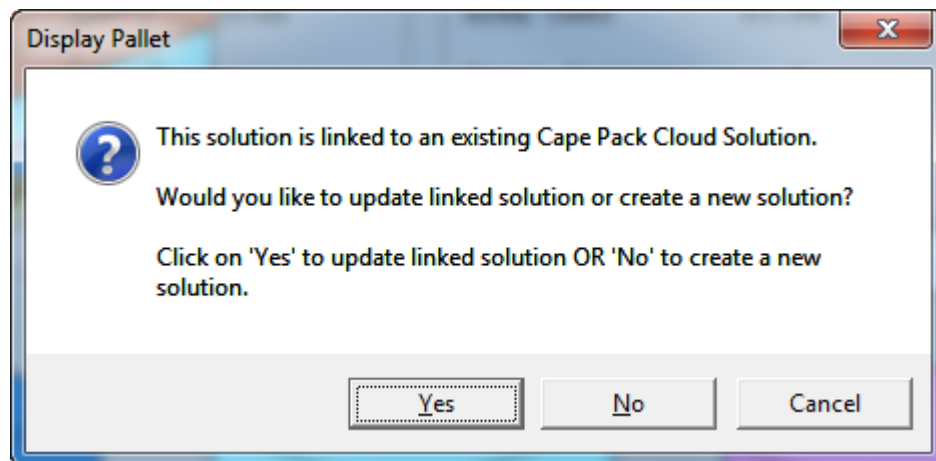 Display Pallet
This solution is linked to an existing Cape Pack Cloud Solution.
Would you like to update linked solution or create a new solution?
Click on 'Yes' to update linked solution OR 'No' to create a new
solution.
Yes
No
Cancel